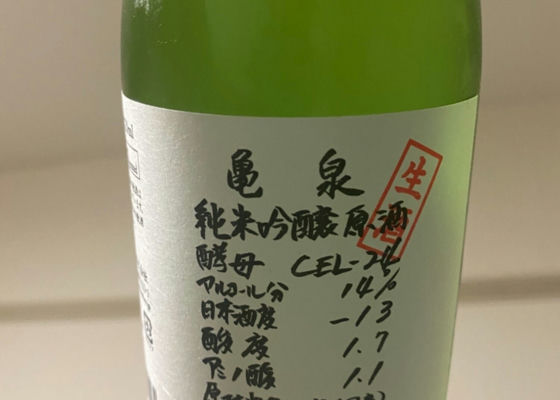 亀泉
生酒
純米吟醸原酒
酵母 CEL-24
アルコール分 14%
日本酒度 -13
酸度 1.7
アミノ酸 1.1